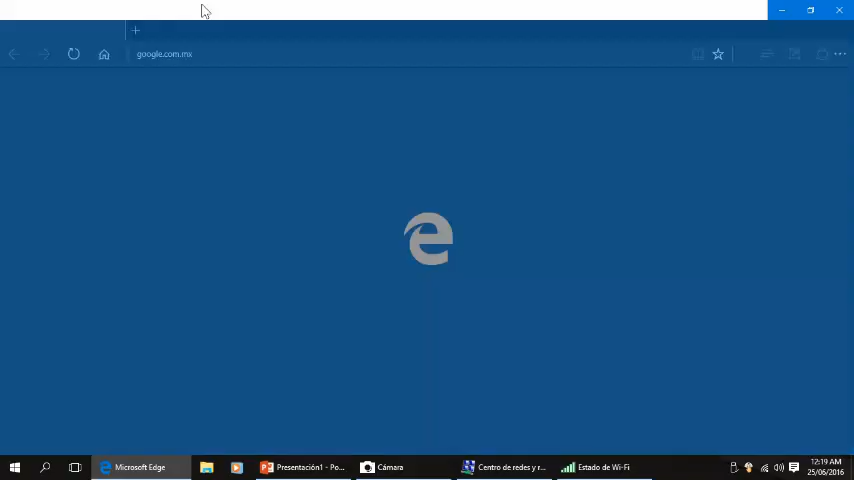 google.com.mx
Microsoft Edge
Presentación1 - Po...
Cámara
Centro de redes y r...
Estado de Wi-Fi
12:19 AM
25/06/2016